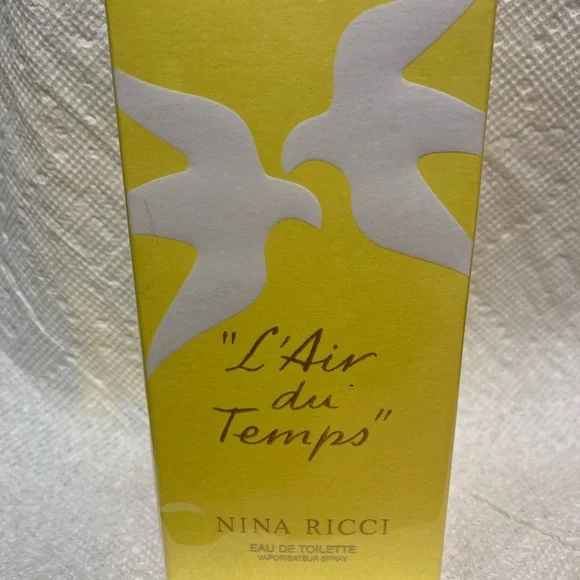 "L'Air
du
Temps"
NINA RICCI
EAU DE TOILETTE
VAPORISATEUR SPRAY